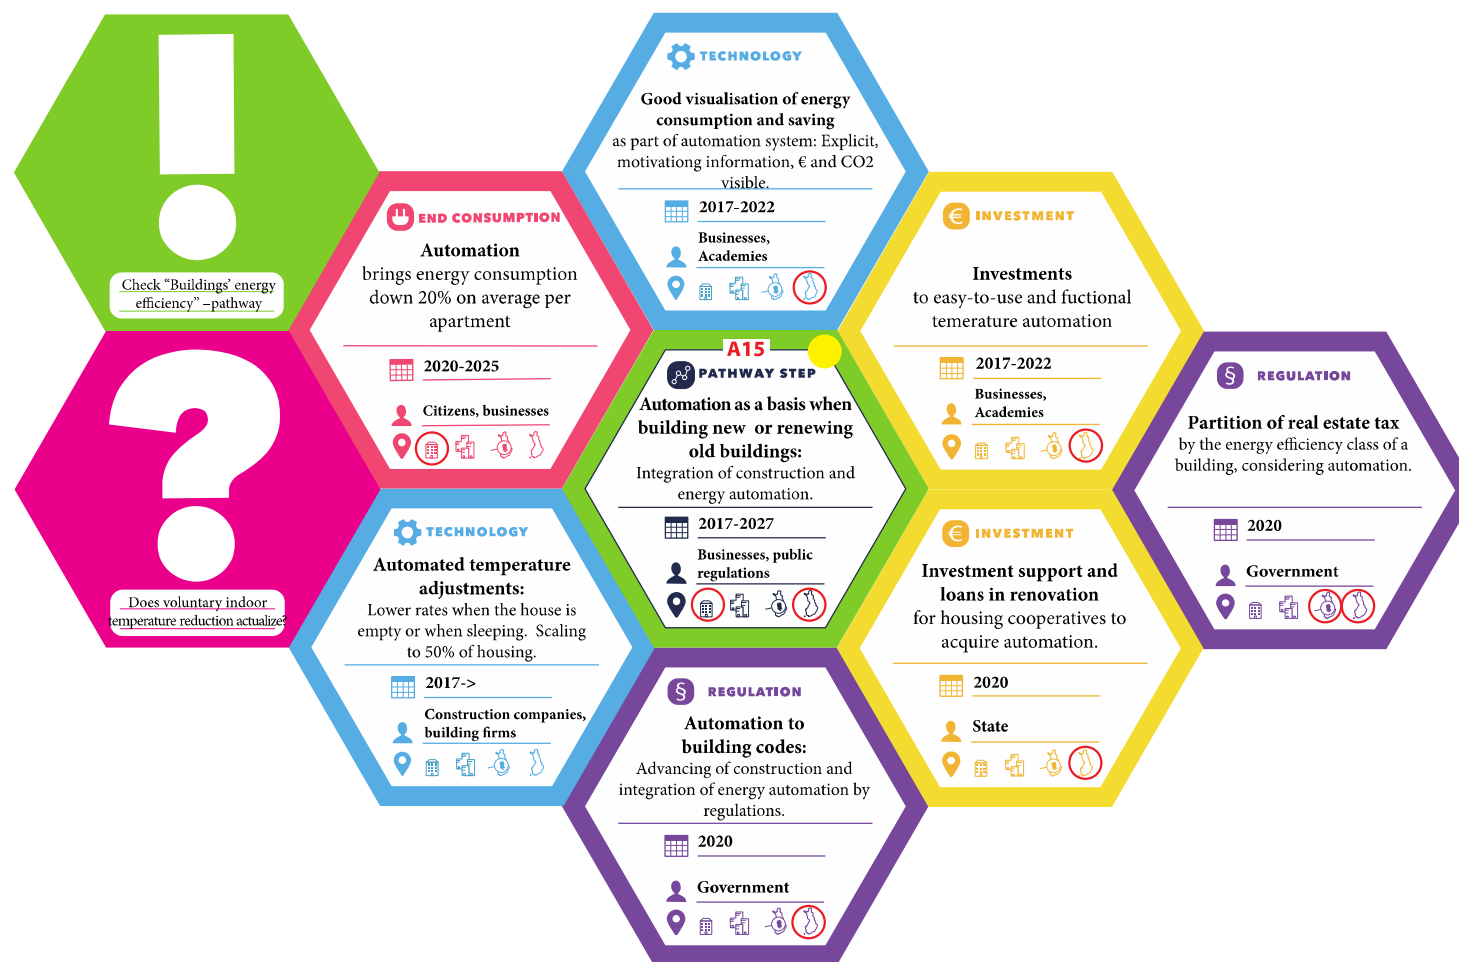 Check “Buildings’ energy
efficiency” –pathway
Does voluntary indoor
temperature reduction actualize?
END CONSUMPTION
Automation
brings energy consumption
down 20% on average per
apartment
2020-2025
Citizens, businesses
TECHNOLOGY
Automated temperature
adjustments:
Lower rates when the house is
empty or when sleeping. Scaling
to 50% of housing.
2017->
Construction companies,
building firms
TECHNOLOGY
Good visualisation of energy
consumption and saving
as part of automation system: Explicit,
motivationg information, € and CO2
visible.
2017-2022
Businesses,
Academies
A15
PATHWAY STEP
Automation as a basis when
building new or renewing
old buildings:
Integration of construction and
energy automation.
2017-2027
Businesses, public
regulations
§ REGULATION
Automation to
building codes:
Advancing of construction and
integration of energy automation by
regulations.
2020
Government
€ INVESTMENT
Investments
to easy-to-use and fuctional
temerature automation
2017-2022
Businesses,
Academies
€ INVESTMENT
Investment support and
loans in renovation
for housing cooperatives to
acquire automation.
2020
State
§ REGULATION
Partition of real estate tax
by the energy efficiency class of a
building, considering automation.
2020
Government